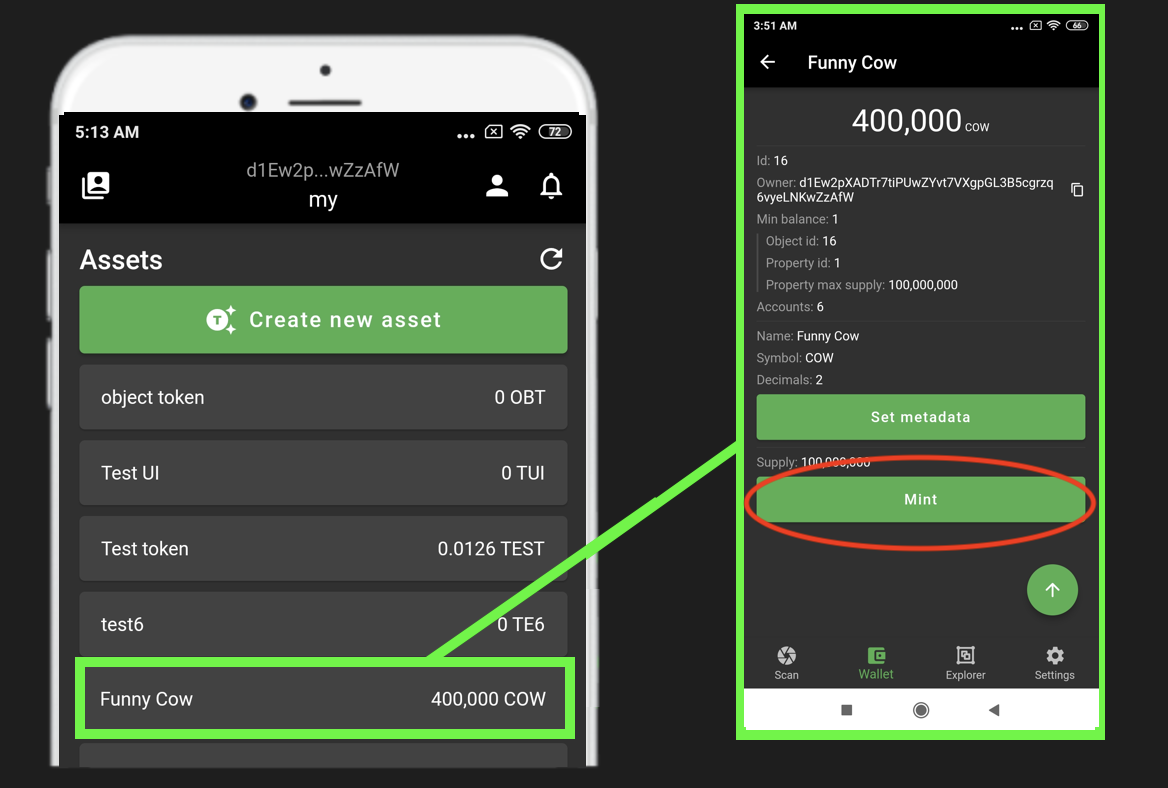 5:13 AM
72
d1Ew2p...wZzAfW
my
Assets
T Create new asset
object token 0 OBT
Test UI 0 TUI
Test token 0.0126 TEST
test6 0 TE6
Funny Cow 400,000 COW
3:51 AM
66
Funny Cow
400,000 COW
Id: 16
Owner: d1Ew2pXADTr7tiPUwZYvt7VXgpGL3B5cgrzq
6vyeLNKwZzAfW
Min balance: 1
Object id: 16
Property id: 1
Property max supply: 100,000,000
Accounts: 6
Name: Funny Cow
Symbol: COW
Decimals: 2
Set metadata
Supply: 100,000,000
Mint
Scan Wallet Explorer Settings